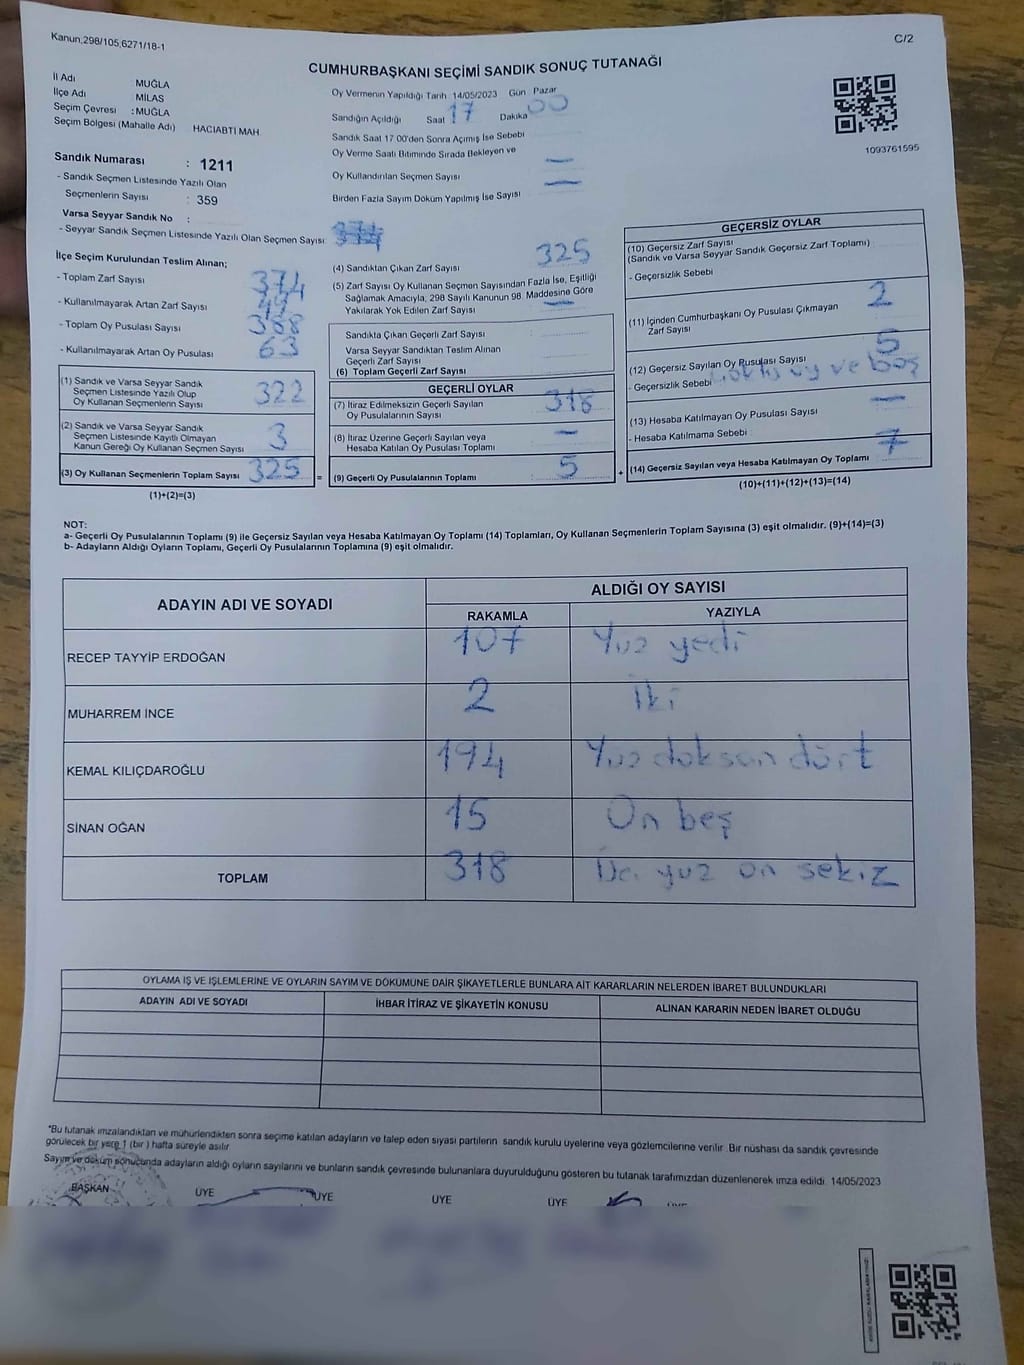 Kanun;298/105,6271/18-1
C/2
CUMHURBAŞKANI SEÇİMİ SANDIK SONUÇ TUTANAĞI
İl Adı MUĞLA
İlçe Adı MİLAS
Seçim Çevresi : MUĞLA
Seçim Bölgesi (Mahalle Adı) HACIABTİ MAH.
Oy Vermenin Yapıldığı Tarih 14/05/2023 Gün Pazar
Sandığın Açıldığı Saat 17 Dakika 00
Sandık Saat 17 00'den Sonra Açımış İse Sebebi
Oy Verme Saati Bitiminde Sırada Bekleyen ve
Oy Kullandırılan Seçmen Sayısı —
Birden Fazla Sayım Döküm Yapılmış İse Sayısı —
1093761595
Sandık Numarası : 1211
- Sandık Seçmen Listesinde Yazılı Olan
Seçmenlerin Sayısı : 359
Varsa Seyyar Sandık No :
- Seyyar Sandık Seçmen Listesinde Yazılı Olan Seçmen Sayısı
İlçe Seçim Kurulundan Teslim Alınan;
- Toplam Zarf Sayısı 374
- Kullanılmayarak Artan Zarf Sayısı
- Toplam Oy Pusulası Sayısı 388
- Kullanılmayarak Artan Oy Pusulası 63
(1) Sandık ve Varsa Seyyar Sandık
Seçmen Listesinde Yazılı Olup
Oy Kullanan Seçmenlerin Sayısı 322
(2) Sandık ve Varsa Seyyar Sandık
Seçmen Listesinde Kayıtlı Olmayan
Kanun Gereği Oy Kullanan Seçmen Sayısı 3
(3) Oy Kullanan Seçmenlerin Toplam Sayısı 325 =
(1)+(2)=(3)
(4) Sandıktan Çıkan Zarf Sayısı 325
(5) Zarf Sayısı Oy Kullanan Seçmen Sayısından Fazla İse, Eşitliği
Sağlamak Amacıyla, 298 Sayılı Kanunun 98. Maddesine Göre
Yakılarak Yok Edilen Zarf Sayısı —
Sandıkta Çıkan Geçerli Zarf Sayısı :
Varsa Seyyar Sandıktan Teslim Alınan
Geçerli Zarf Sayısı :
(6) Toplam Geçerli Zarf Sayısı :
GEÇERLİ OYLAR
(7) İtiraz Edilmeksizin Geçerli Sayılan
Oy Pusulalarının Sayısı 318
(8) İtiraz Üzerine Geçerli Sayılan veya
Hesaba Katılan Oy Pusulası Toplamı —
(9) Geçerli Oy Pusulalarının Toplamı 5 +
GEÇERSİZ OYLAR
(10) Geçersiz Zarf Sayısı
(Sandık ve Varsa Seyyar Sandık Geçersiz Zarf Toplamı)
- Geçersizlik Sebebi
(11) İçinden Cumhurbaşkanı Oy Pusulası Çıkmayan
Zarf Sayısı 2
(12) Geçersiz Sayılan Oy Pusulası Sayısı 5
- Geçersizlik Sebebi oy ve boş
(13) Hesaba Katılmayan Oy Pusulası Sayısı —
- Hesaba Katılmama Sebebi :
(14) Geçersiz Sayılan veya Hesaba Katılmayan Oy Toplamı 7
(10)+(11)+(12)+(13)=(14)
NOT:
a- Geçerli Oy Pusulalarının Toplamı (9) ile Geçersiz Sayılan veya Hesaba Katılmayan Oy Toplamı (14) Toplamları, Oy Kullanan Seçmenlerin Toplam Sayısına (3) eşit olmalıdır. (9)+(14)=(3)
b- Adayların Aldığı Oyların Toplamı, Geçerli Oy Pusulalarının Toplamına (9) eşit olmalıdır.
ADAYIN ADI VE SOYADI ALDIĞI OY SAYISI
RAKAMLA YAZIYLA
RECEP TAYYİP ERDOĞAN 107 Yüz yedi
MUHARREM İNCE 2 İki
KEMAL KILIÇDAROĞLU 194 Yüz doksan dört
SİNAN OĞAN 15 On beş
TOPLAM 318 yuz on sekiz
OYLAMA İŞ VE İŞLEMLERİNE VE OYLARIN SAYIM VE DÖKÜMÜNE DAİR ŞİKAYETLERLE BUNLARA AİT KARARLARIN NELERDEN İBARET BULUNDUKLARI
ADAYIN ADI VE SOYADI İHBAR İTİRAZ VE ŞİKAYETİN KONUSU ALINAN KARARIN NEDEN İBARET OLDUĞU
*Bu tutanak imzalandıktan ve mühürlendikten sonra seçime katılan adayların ve talep eden siyasi partilerin sandık kurulu üyelerine veya gözlemcilerine verilir. Bir nüshası da sandık çevresinde
görülecek bir yere 1 (bir ) hafta süreyle asılır
Sayım ve döküm sonucunda adayların aldığı oyların sayılarını ve bunların sandık çevresinde bulunanlara duyurulduğunu gösteren bu tutanak tarafımızdan düzenlenerek imza edildi. 14/05/2023
BAŞKAN ÜYE ÜYE ÜYE ÜYE